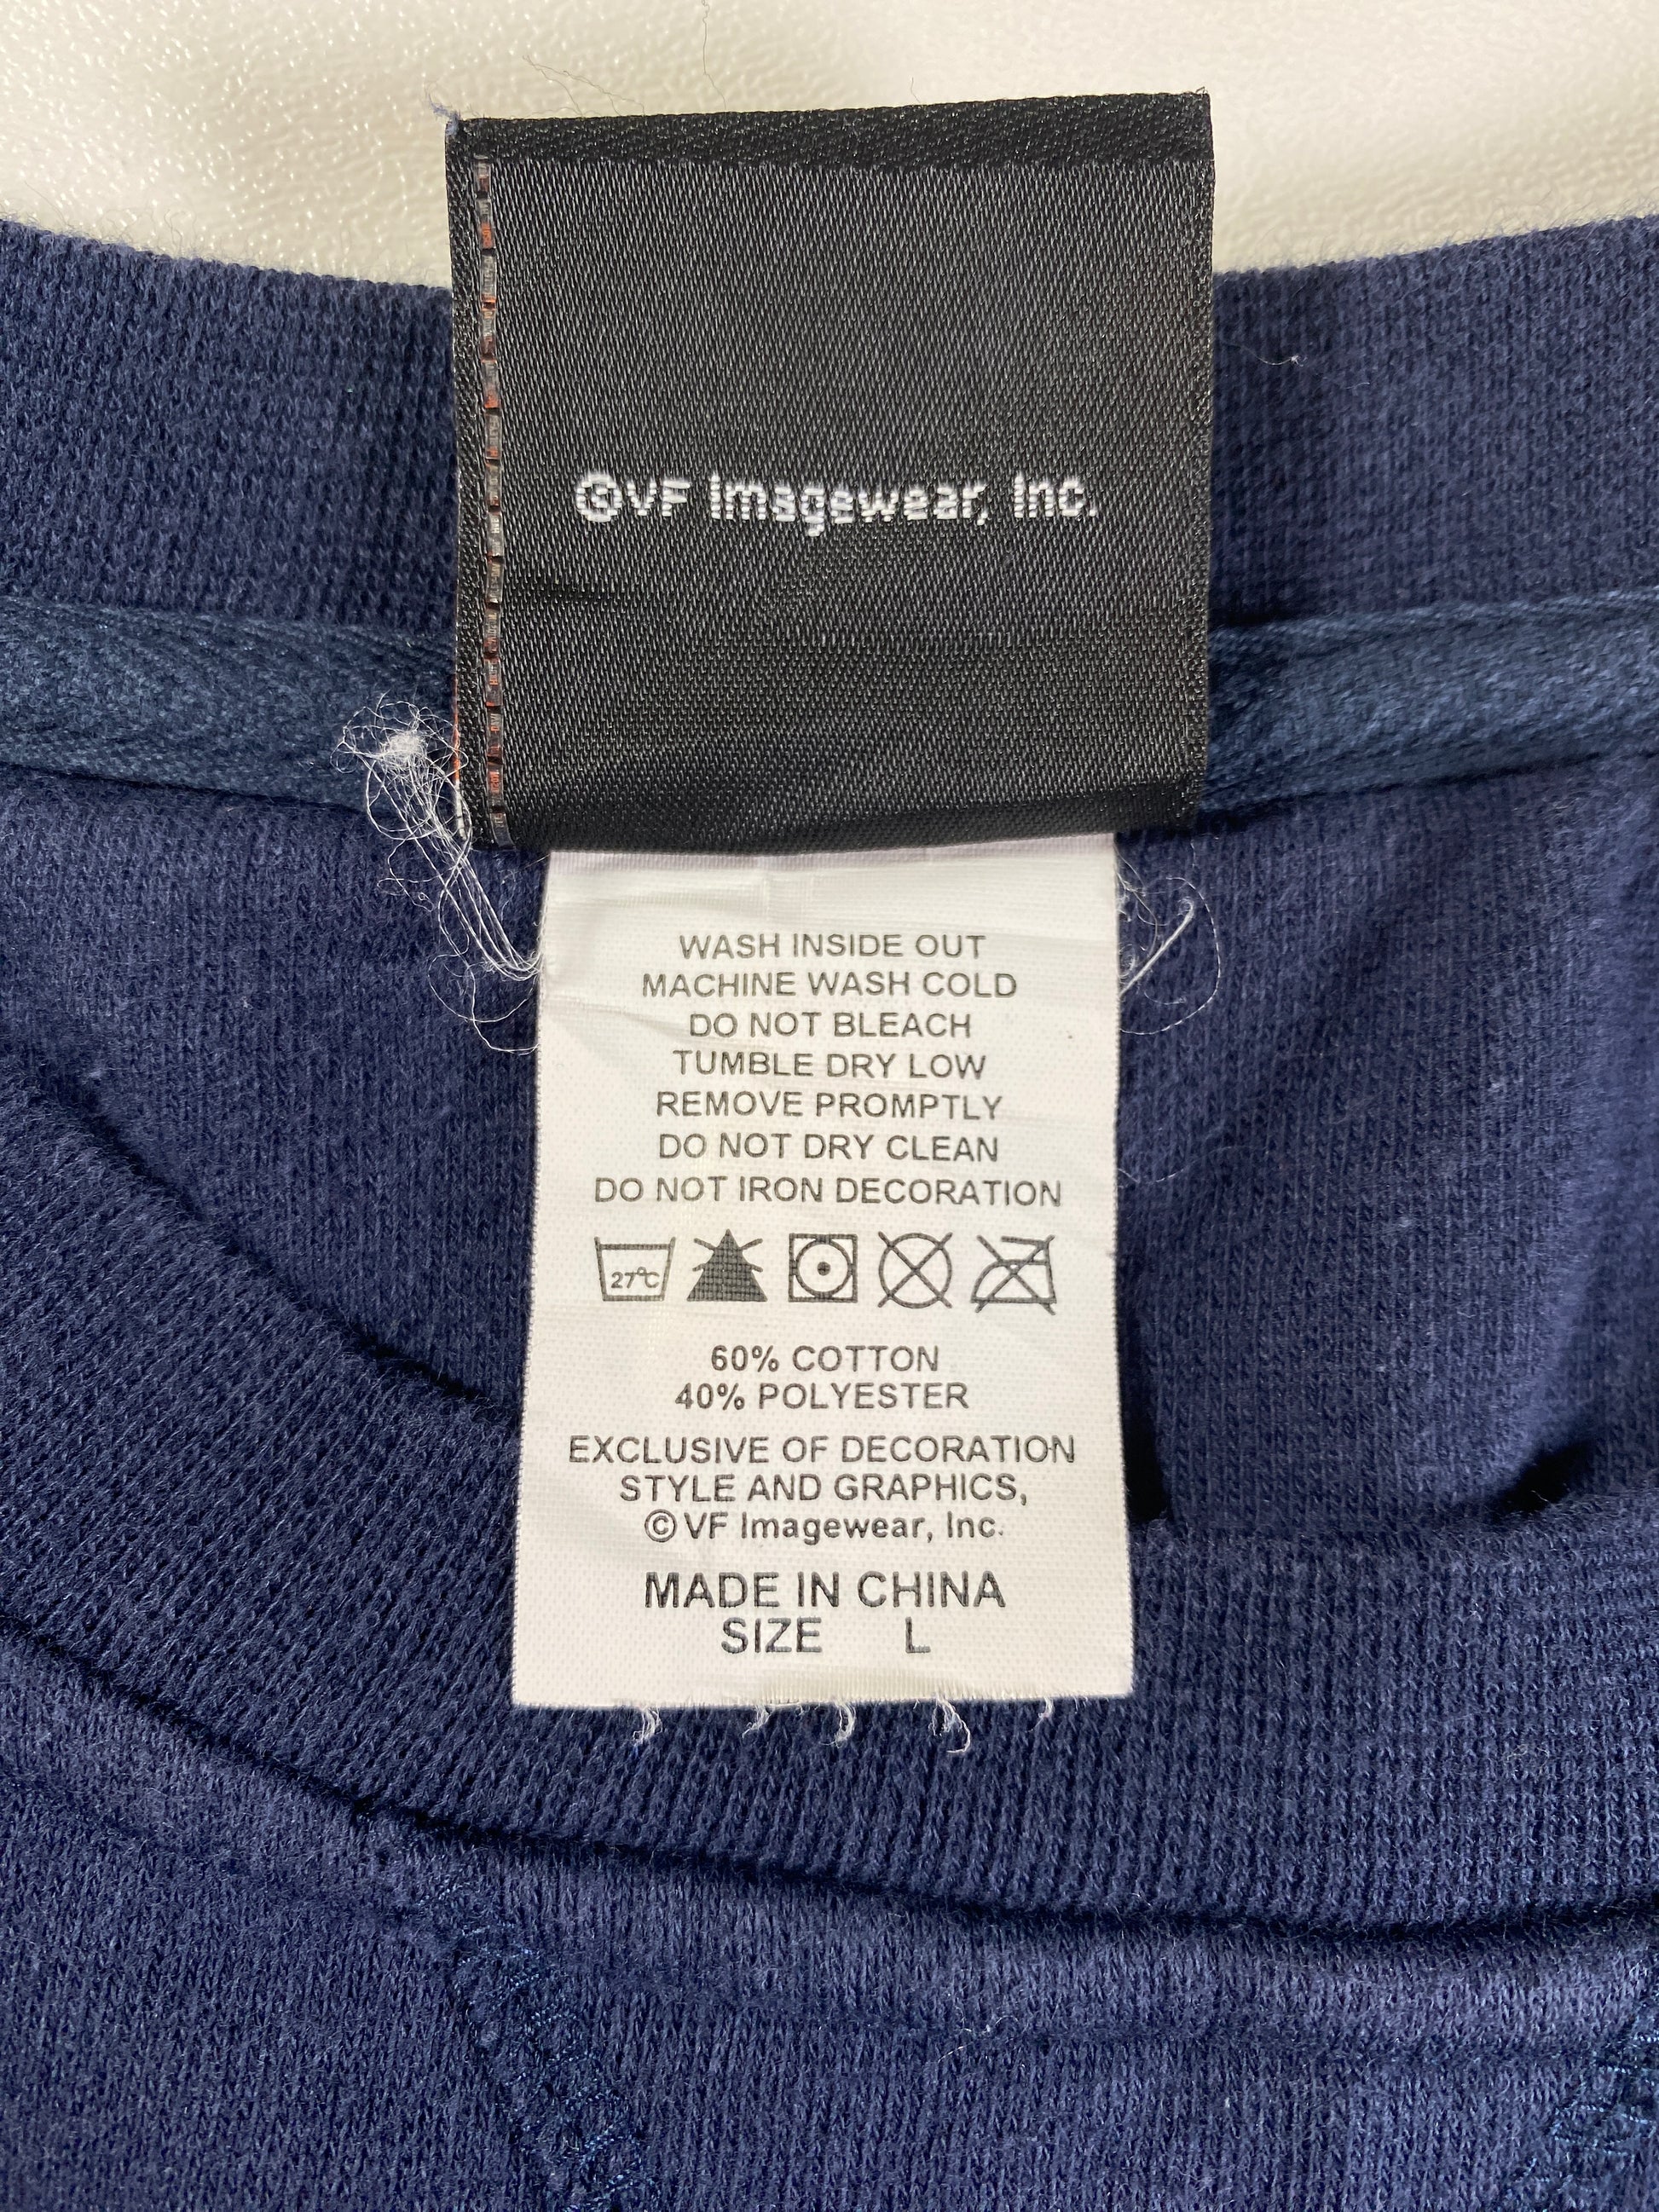 ©VF Imagewear, Inc.
WASH INSIDE OUT
MACHINE WASH COLD
DO NOT BLEACH
TUMBLE DRY LOW
REMOVE PROMPTLY
DO NOT DRY CLEAN
DO NOT IRON DECORATION
27°C
60% COTTON
40% POLYESTER
EXCLUSIVE OF DECORATION
STYLE AND GRAPHICS,
©VF Imagewear, Inc.
MADE IN CHINA
SIZE L